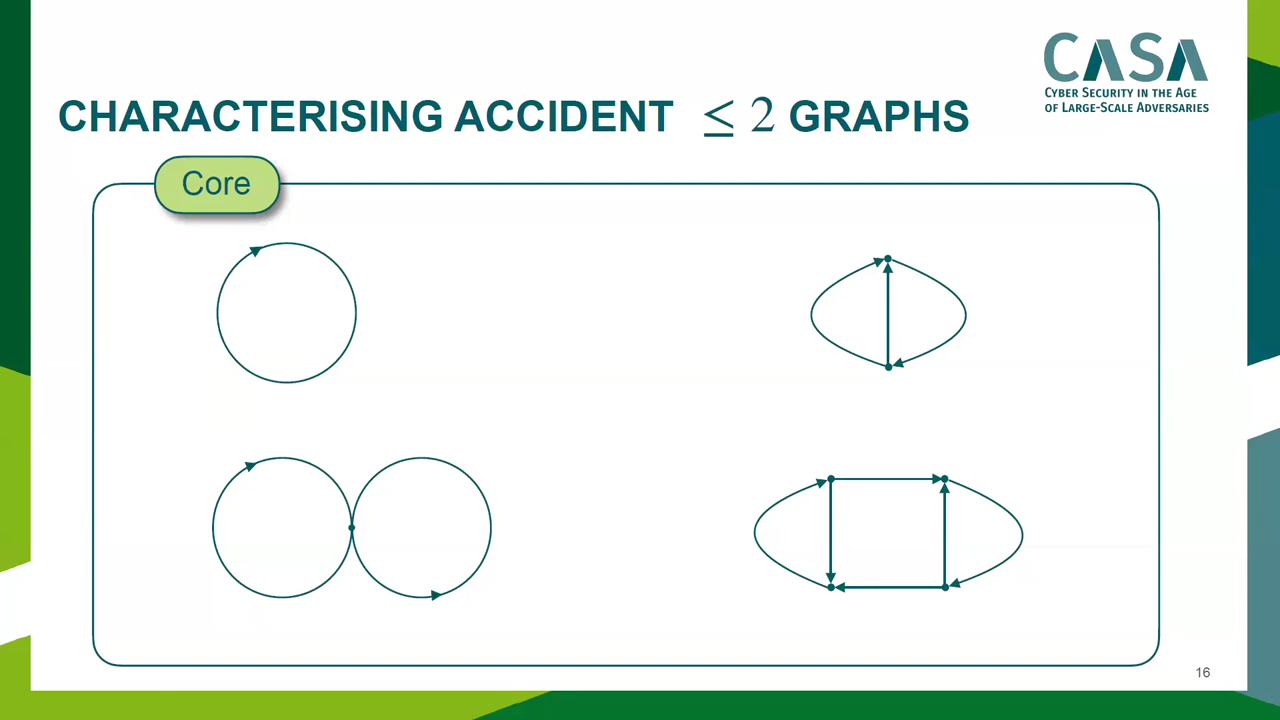 CASA
CYBER SECURITY IN THE AGE
OF LARGE-SCALE ADVERSARIES
CHARACTERISING ACCIDENT ≤ 2 GRAPHS
Core
16